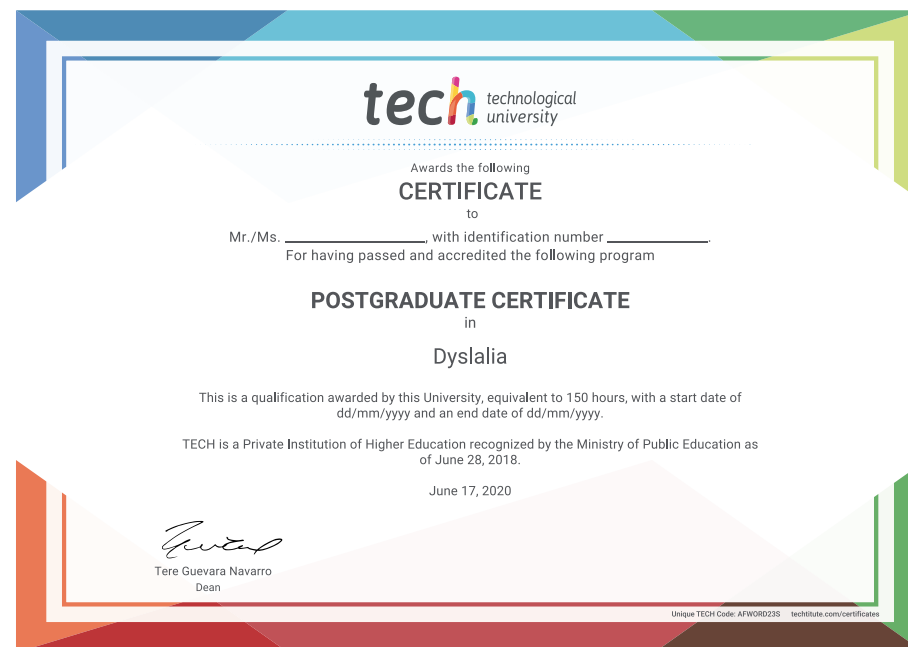 tech technological
university
Awards the following
CERTIFICATE
to
Mr./Ms. ____________________, with identification number ______________.
For having passed and accredited the following program
POSTGRADUATE CERTIFICATE
in
Dyslalia
This is a qualification awarded by this University, equivalent to 150 hours, with a start date of
dd/mm/yyyy and an end date of dd/mm/yyyy.
TECH is a Private Institution of Higher Education recognized by the Ministry of Public Education as
of June 28, 2018.
June 17, 2020
Tere Guevara Navarro
Dean
Unique TECH Code: AFWORD23S techtitute.com/certificates